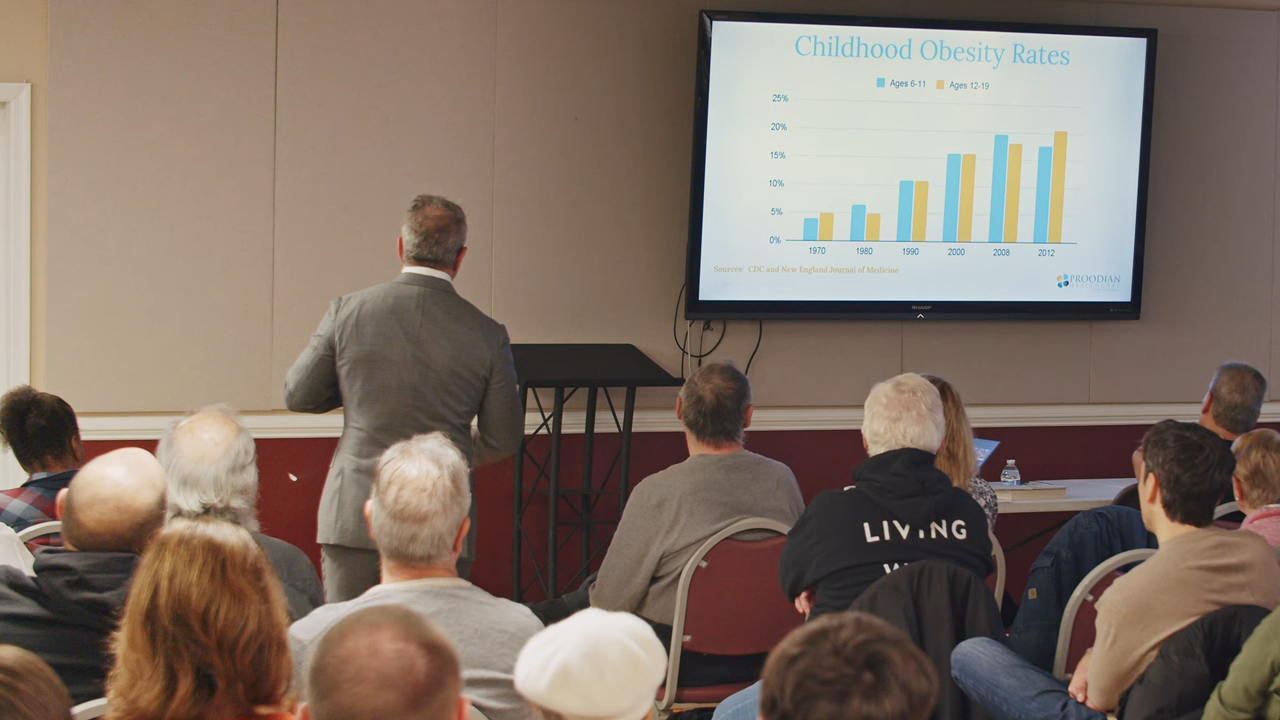 Childhood Obesity Rates
Ages 6-11 Ages 12-19
25%
20%
15%
10%
5%
0%
1970 1980 1990 2000 2008 2012
Sources: CDC and New England Journal of Medicine
PROODIAN
SHARP
LIVING